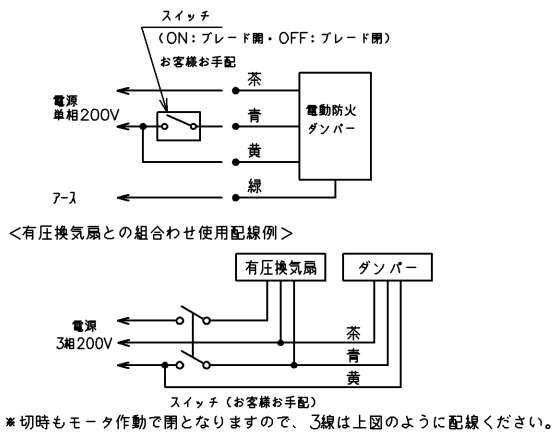 スイッチ
(ON:ブレード開・OFF:ブレード閉)
お客様お手配
茶
電源
単相200V
青
電動防火
ダンパー
黄
緑
アース
<有圧換気扇との組合わせ使用配線例>
有圧換気扇
ダンパー
電源
3相200V
茶
青
黄
スイッチ(お客様お手配)
※切時もモータ作動で閉となりますので、3線は上図のように配線ください。